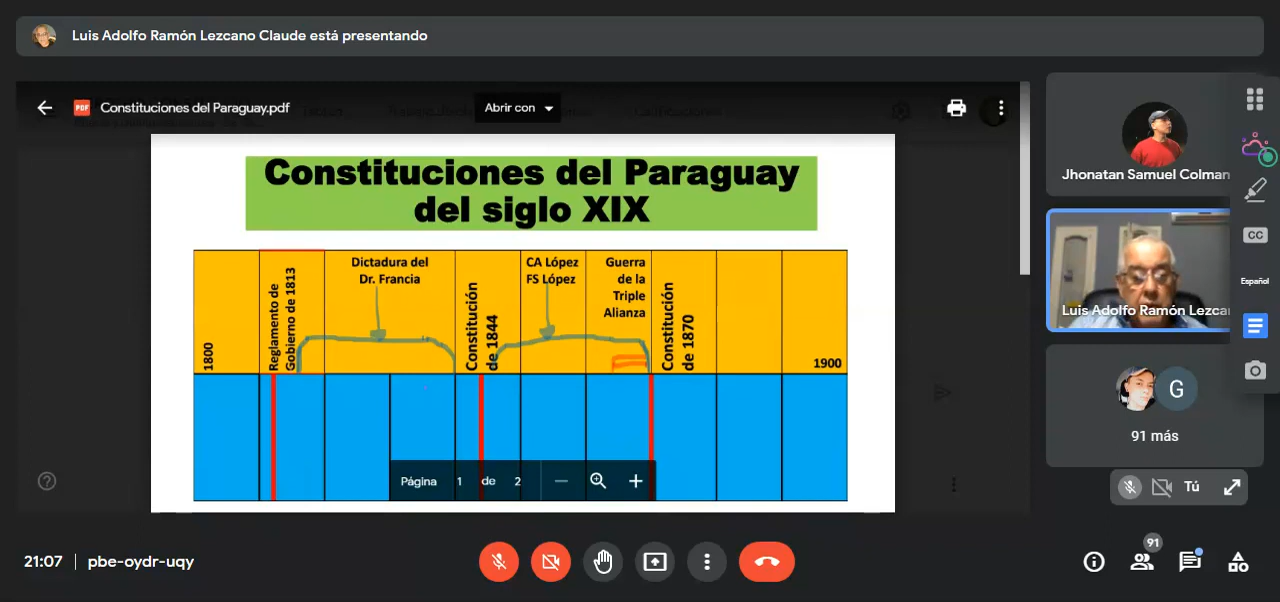 Luis Adolfo Ramón Lezcano Claude está presentando
PDF
Constituciones del Paraguay.pdf
Abrir con
Constituciones del Paraguay
del siglo XIX
1800
Reglamento de
Gobierno de 1813
Dictadura del
Dr. Francia
Constitución
de 1844
CA López
FS López
Guerra
de la
Triple
Alianza
Constitución
de 1870
1900
Página 1 de 2
Jhonatan Samuel Colman
Luis Adolfo Ramón Lezca
G
91 más
Tú
CC
Español
21:07 | pbe-oydr-uqy
91